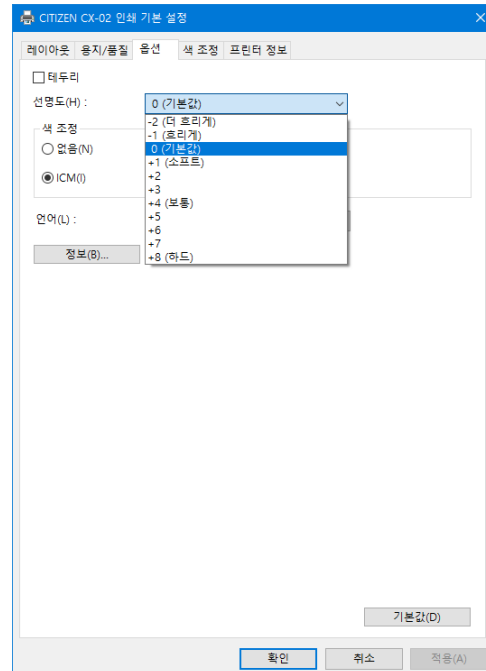 CITIZEN CX-02 인쇄 기본 설정
레이아웃 용지/품질 옵션 색 조정 프린터 정보
테두리
선명도(H) : 0 (기본값)
-2 (더 흐리게)
-1 (흐리게)
0 (기본값)
+1 (소프트)
+2
+3
+4 (보통)
+5
+6
+7
+8 (하드)
색 조정
없음(N)
ICM(I)
언어(L) :
정보(B)...
기본값(D)
확인 취소 적용(A)